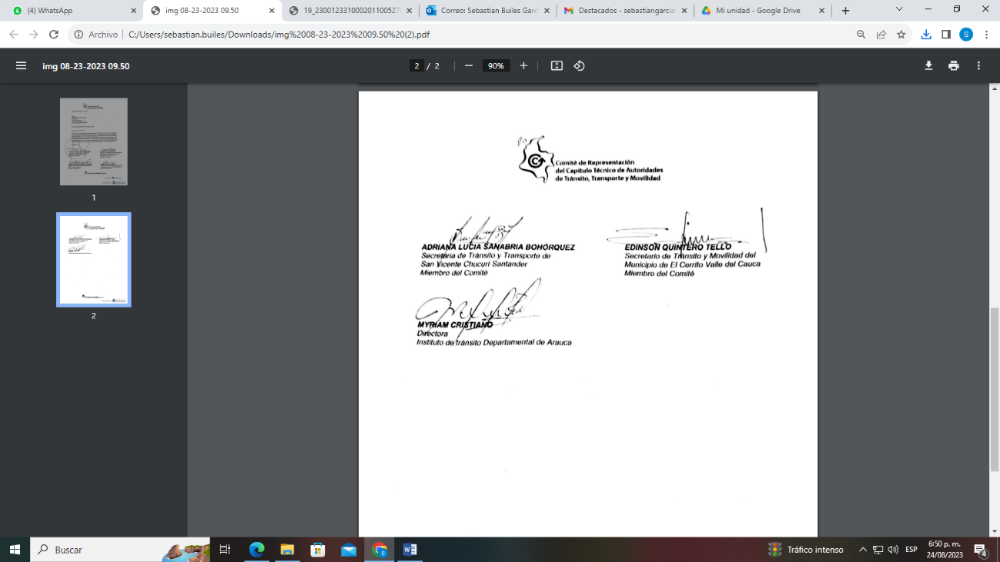 (4) WhatsApp
img 08-23-2023 09.50
19_230012331000201100527
Correo: Sebastian Builes Garc
Destacados - sebastiangarcia
Mi unidad - Google Drive
Archivo
C:/Users/sebastian.builes/Downloads/img%2008-23-2023%2009.50%20(2).pdf
S
img 08-23-2023 09.50
2 / 2
90%
1
2
Comité de Representación
del Capítulo Técnico de Autoridades
de Tránsito, Transporte y Movilidad
ADRIANA LUCIA SANABRIA BOHÓRQUEZ
Secretaria de Tránsito y Transporte de
San Vicente Chucurí Santander
Miembro del Comité
EDINSON QUINTERO TELLO
Secretario de Tránsito y Movilidad del
Municipio de El Cerrito Valle del Cauca
Miembro del Comité
MYRIAM CRISTIANO
Directora
Instituto de tránsito Departamental de Arauca
Buscar
Tráfico intenso
ESP
6:50 p. m.
24/08/2023
4